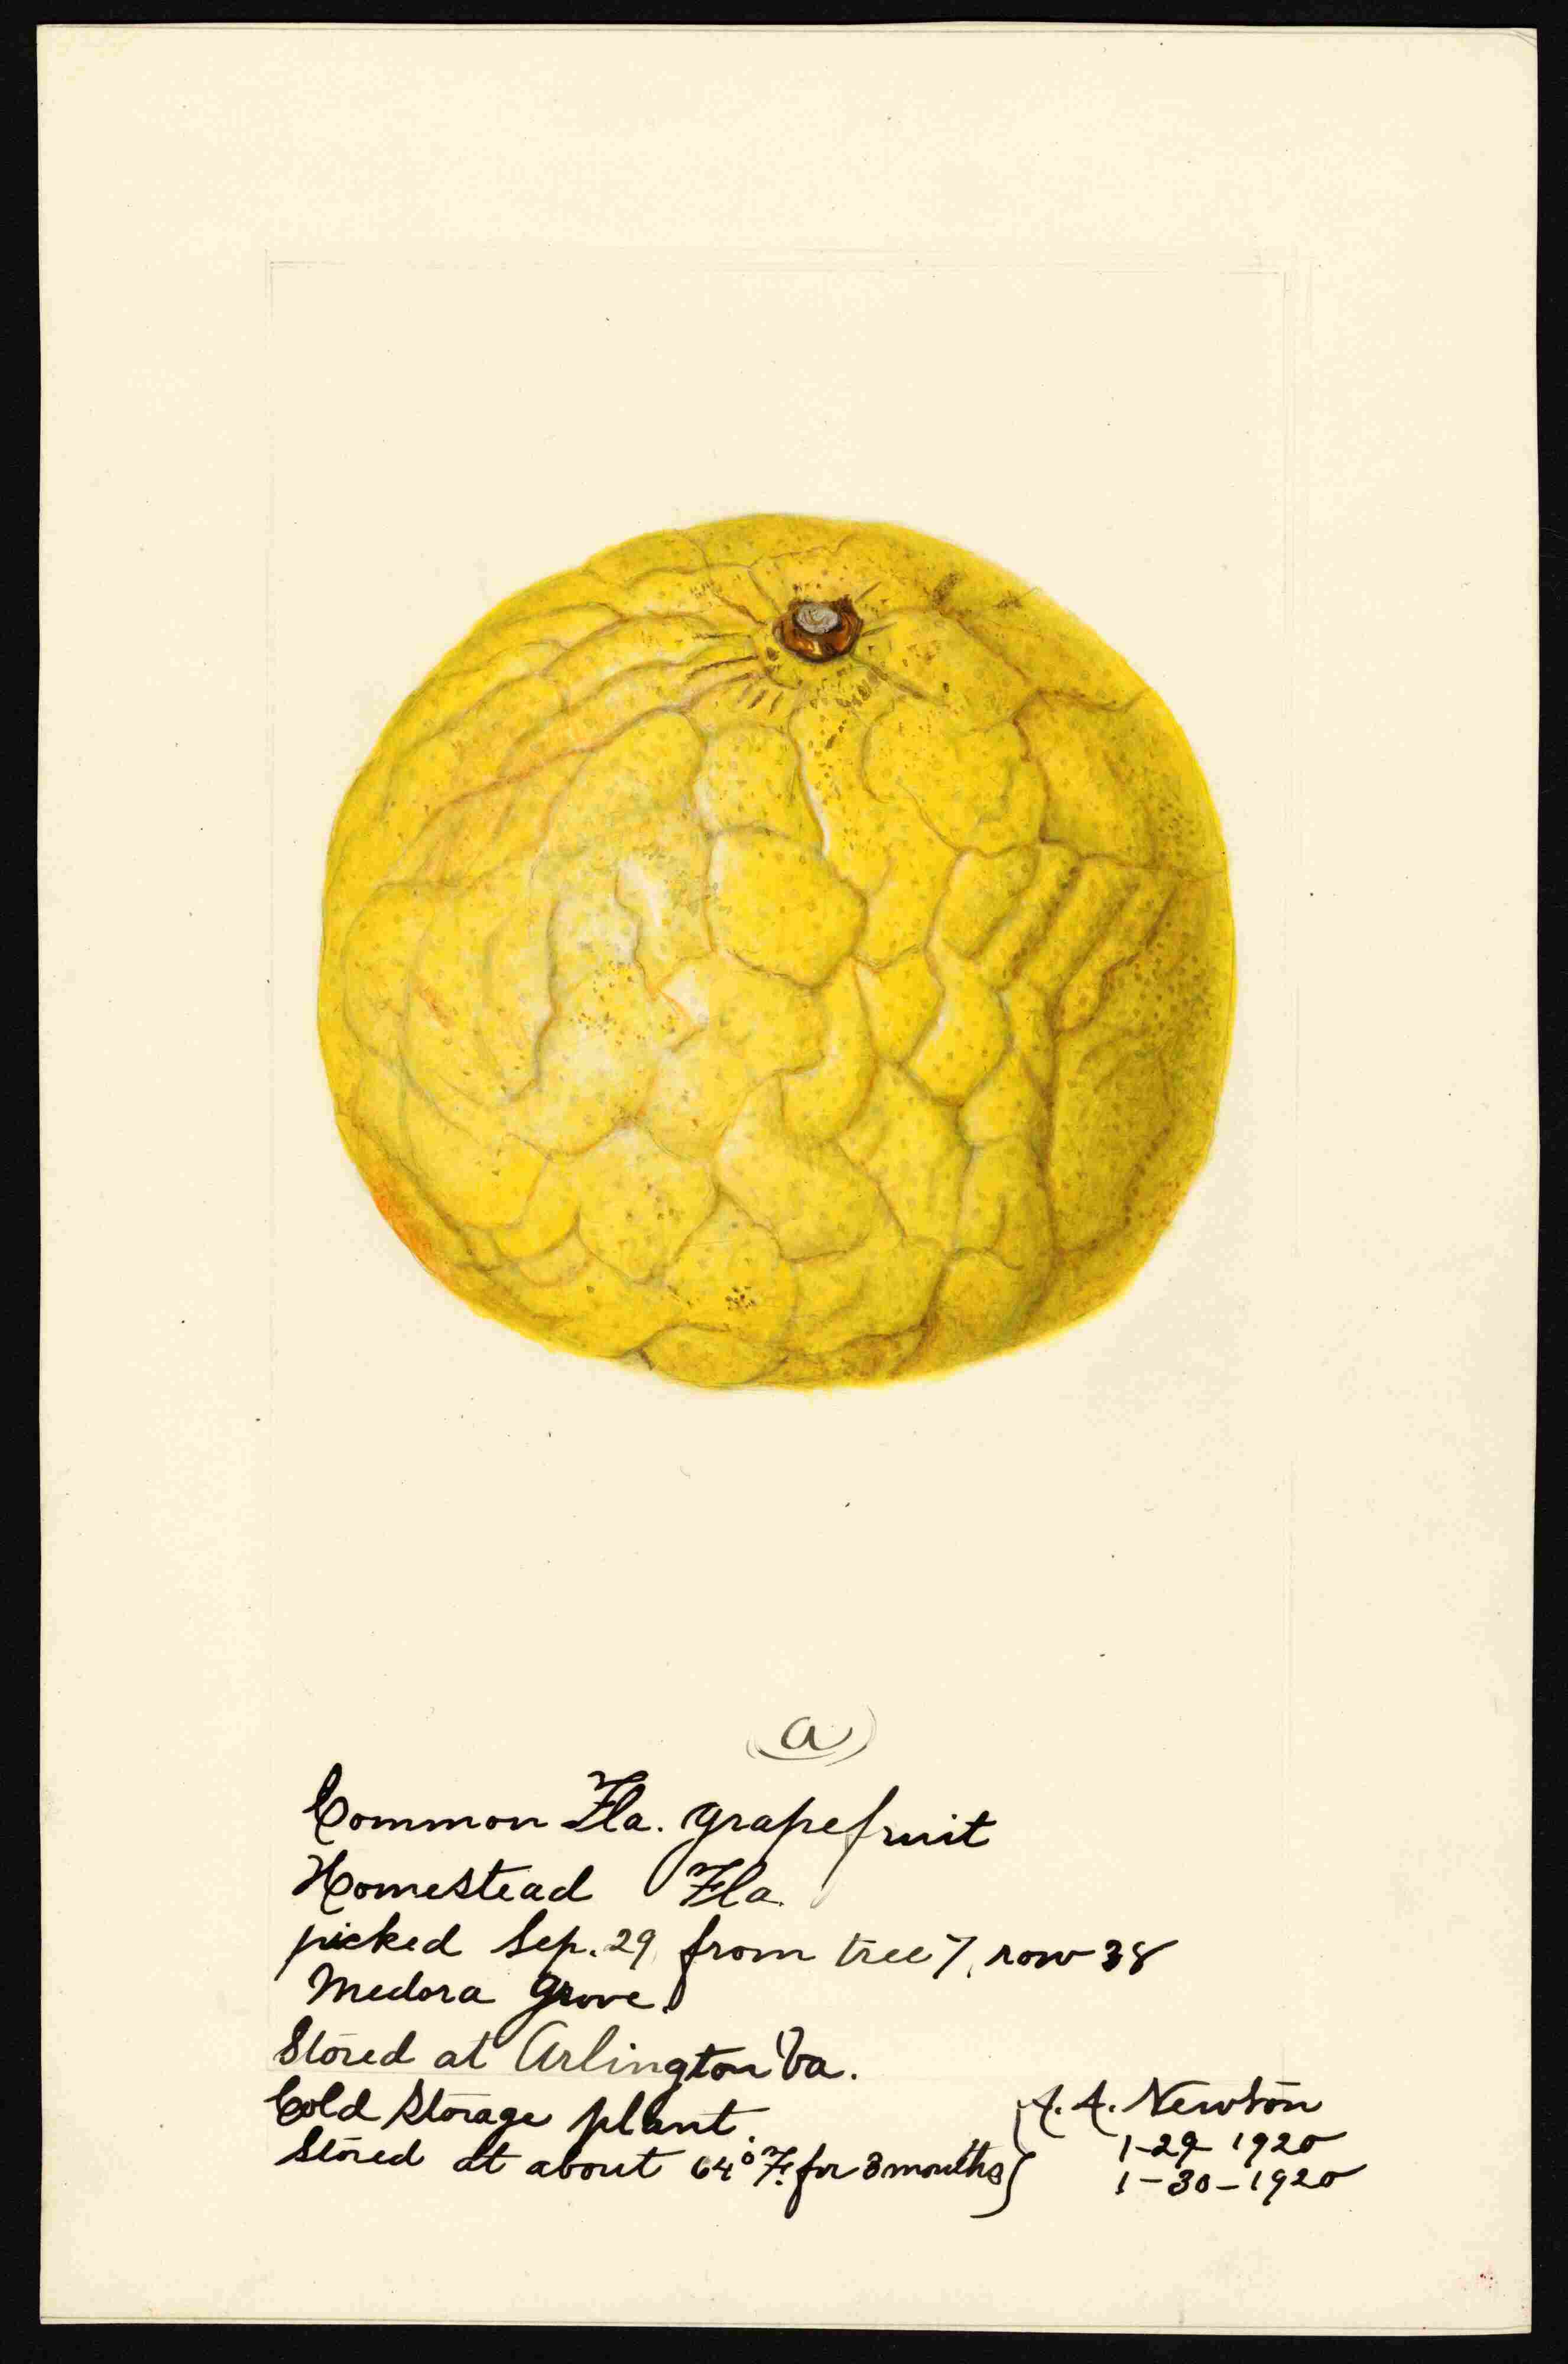 (a)
Common Fla. grapefruit
Homestead Fla.
picked Sep. 29 from tree 7, row 38
Medora Grove.
Stored at Arlington Va.
Cold Storage plant.
Stored at about 64° F. for 3 months
A. A. Newton
1-29-1920
1-30-1920